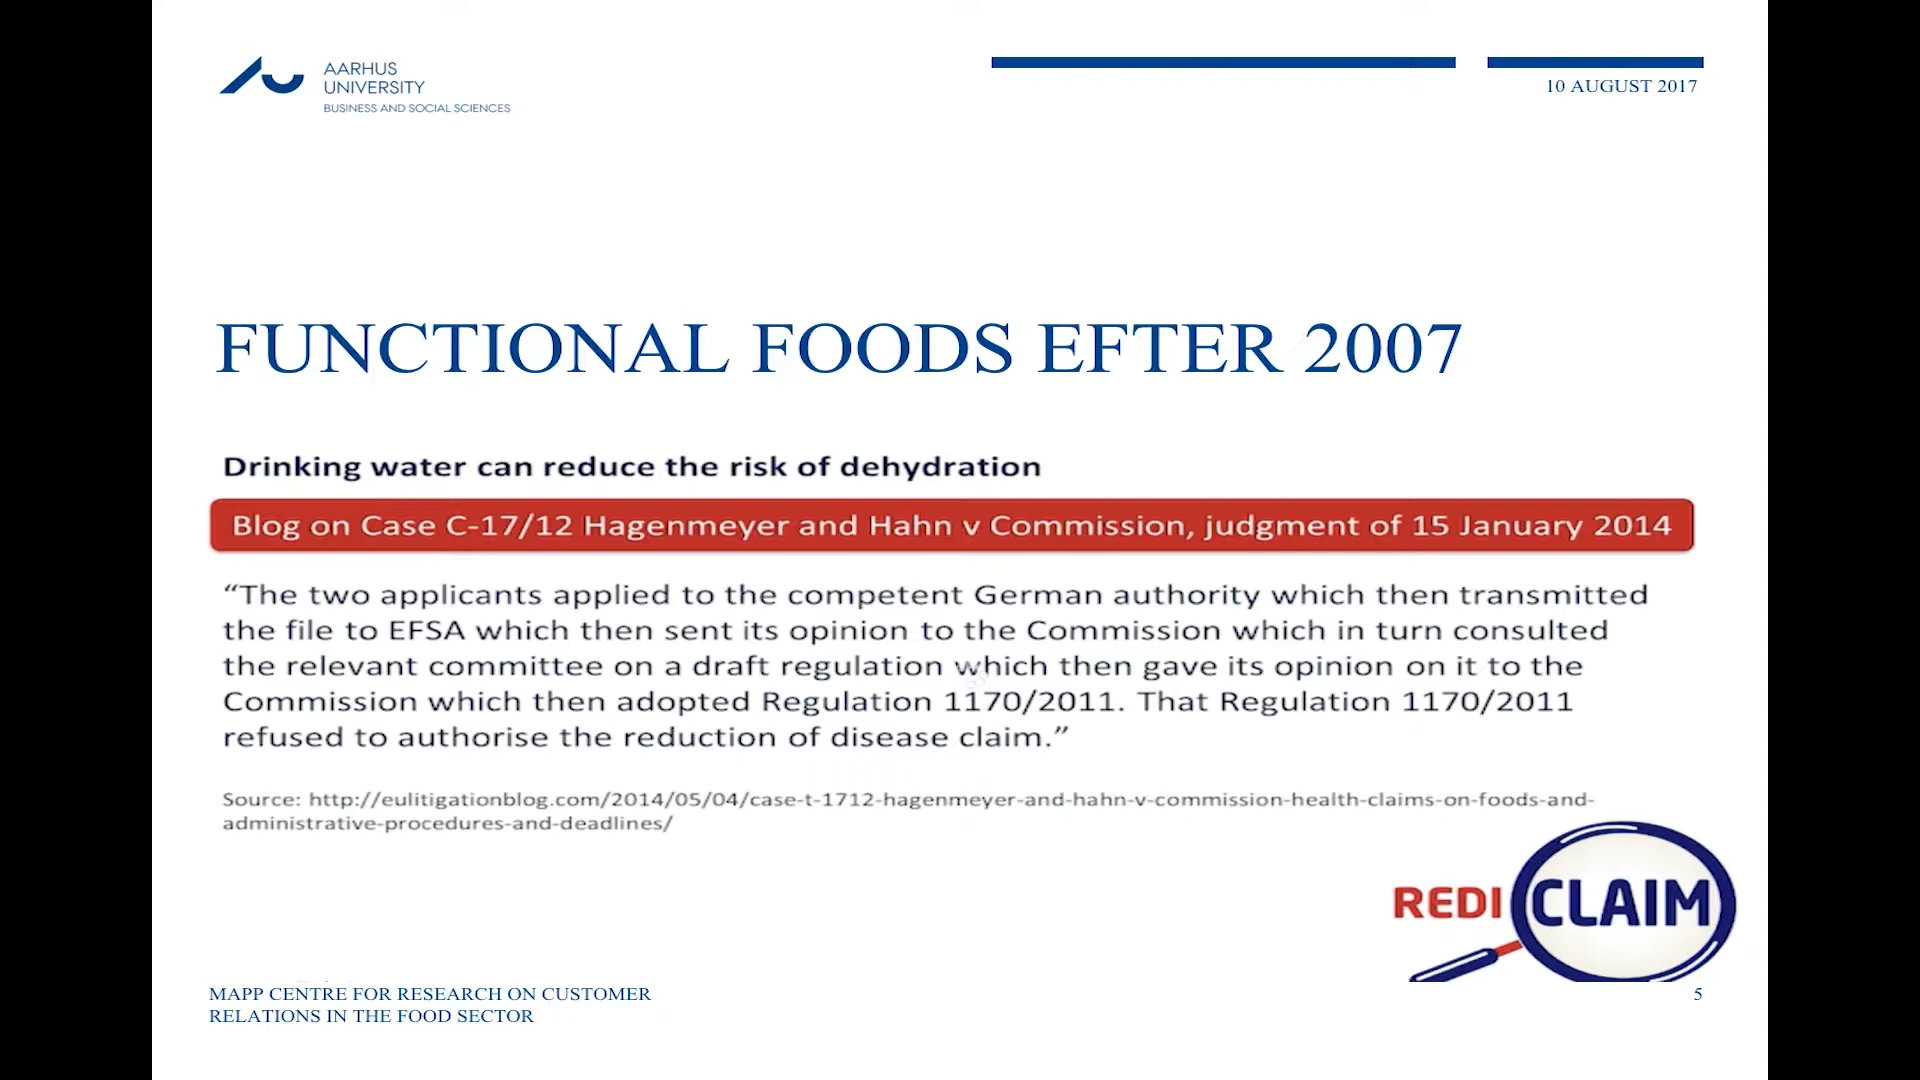 AARHUS
UNIVERSITY
BUSINESS AND SOCIAL SCIENCES
10 AUGUST 2017
FUNCTIONAL FOODS EFTER 2007
Drinking water can reduce the risk of dehydration
Blog on Case C-17/12 Hagenmeyer and Hahn v Commission, judgment of 15 January 2014
“The two applicants applied to the competent German authority which then transmitted
the file to EFSA which then sent its opinion to the Commission which in turn consulted
the relevant committee on a draft regulation which then gave its opinion on it to the
Commission which then adopted Regulation 1170/2011. That Regulation 1170/2011
refused to authorise the reduction of disease claim.”
Source: http://eulitigationblog.com/2014/05/04/case-t-1712-hagenmeyer-and-hahn-v-commission-health-claims-on-foods-and-
administrative-procedures-and-deadlines/
REDI CLAIM
MAPP CENTRE FOR RESEARCH ON CUSTOMER
RELATIONS IN THE FOOD SECTOR
5